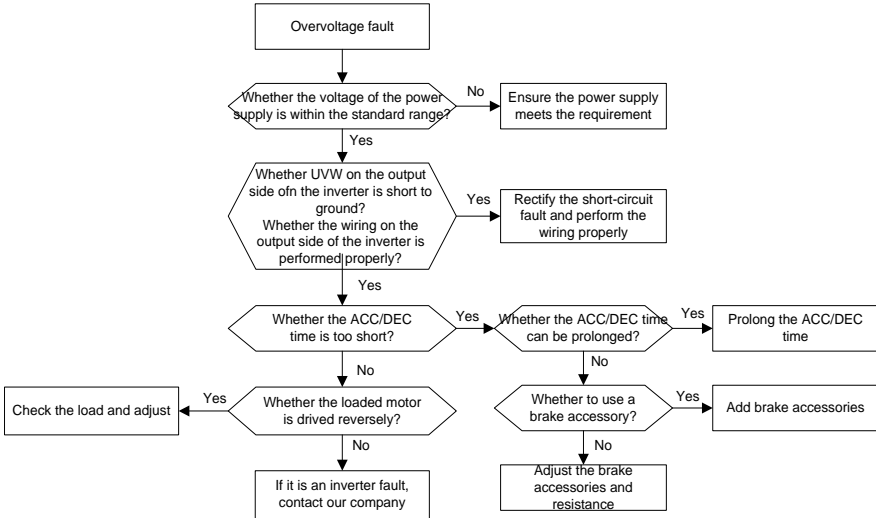 Overvoltage fault
Whether the voltage of the power
supply is within the standard range?
No
Ensure the power supply
meets the requirement
Yes
Whether UVW on the output
side ofn the inverter is short to
ground?
Whether the wiring on the
output side of the inverter is
performed properly?
Yes
Rectify the short-circuit
fault and perform the
wiring properly
Yes
Whether the ACC/DEC
time is too short?
Yes
Whether the ACC/DEC time
can be prolonged?
Yes
Prolong the ACC/DEC
time
No
No
Check the load and adjust
Yes
Whether the loaded motor
is drived reversely?
Whether to use a
brake accessory?
Yes
Add brake accessories
No
No
If it is an inverter fault,
contact our company
Adjust the brake
accessories and
resistance